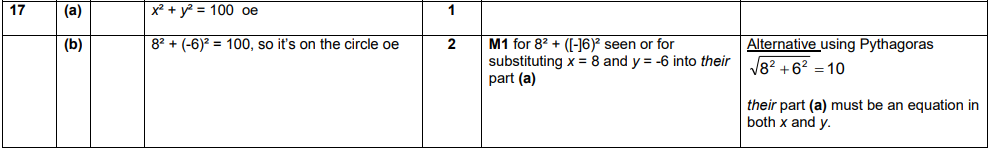 17 (a) x² + y² = 100 oe 1
(b) 8² + (-6)² = 100, so it's on the circle oe 2 M1 for 8² + ([-]6)² seen or for Alternative using Pythagoras
substituting x = 8 and y = -6 into their √8² + 6² = 10
part (a)
their part (a) must be an equation in
both x and y.